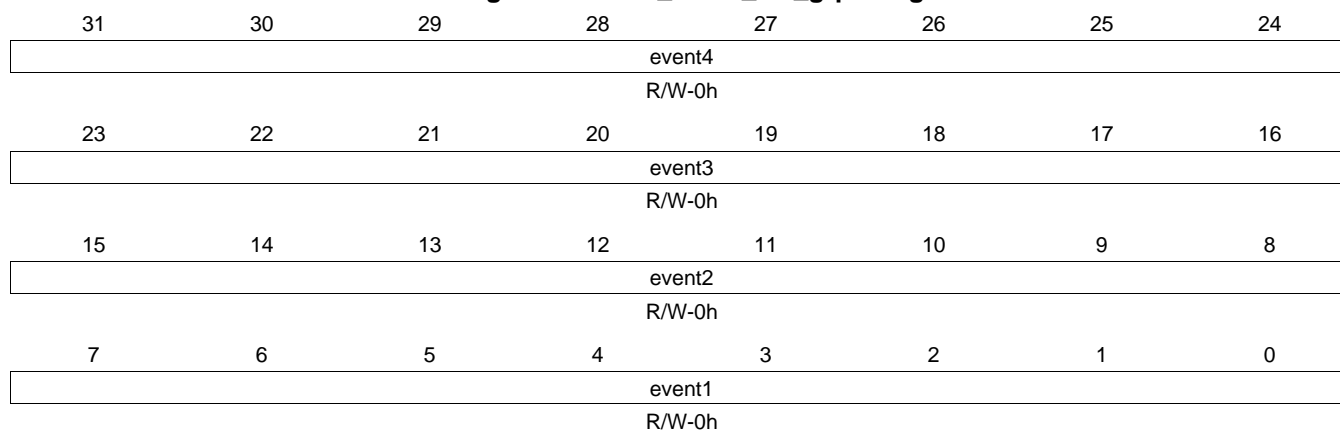 31 30 29 28 27 26 25 24
event4
R/W-0h
23 22 21 20 19 18 17 16
event3
R/W-0h
15 14 13 12 11 10 9 8
event2
R/W-0h
7 6 5 4 3 2 1 0
event1
R/W-0h